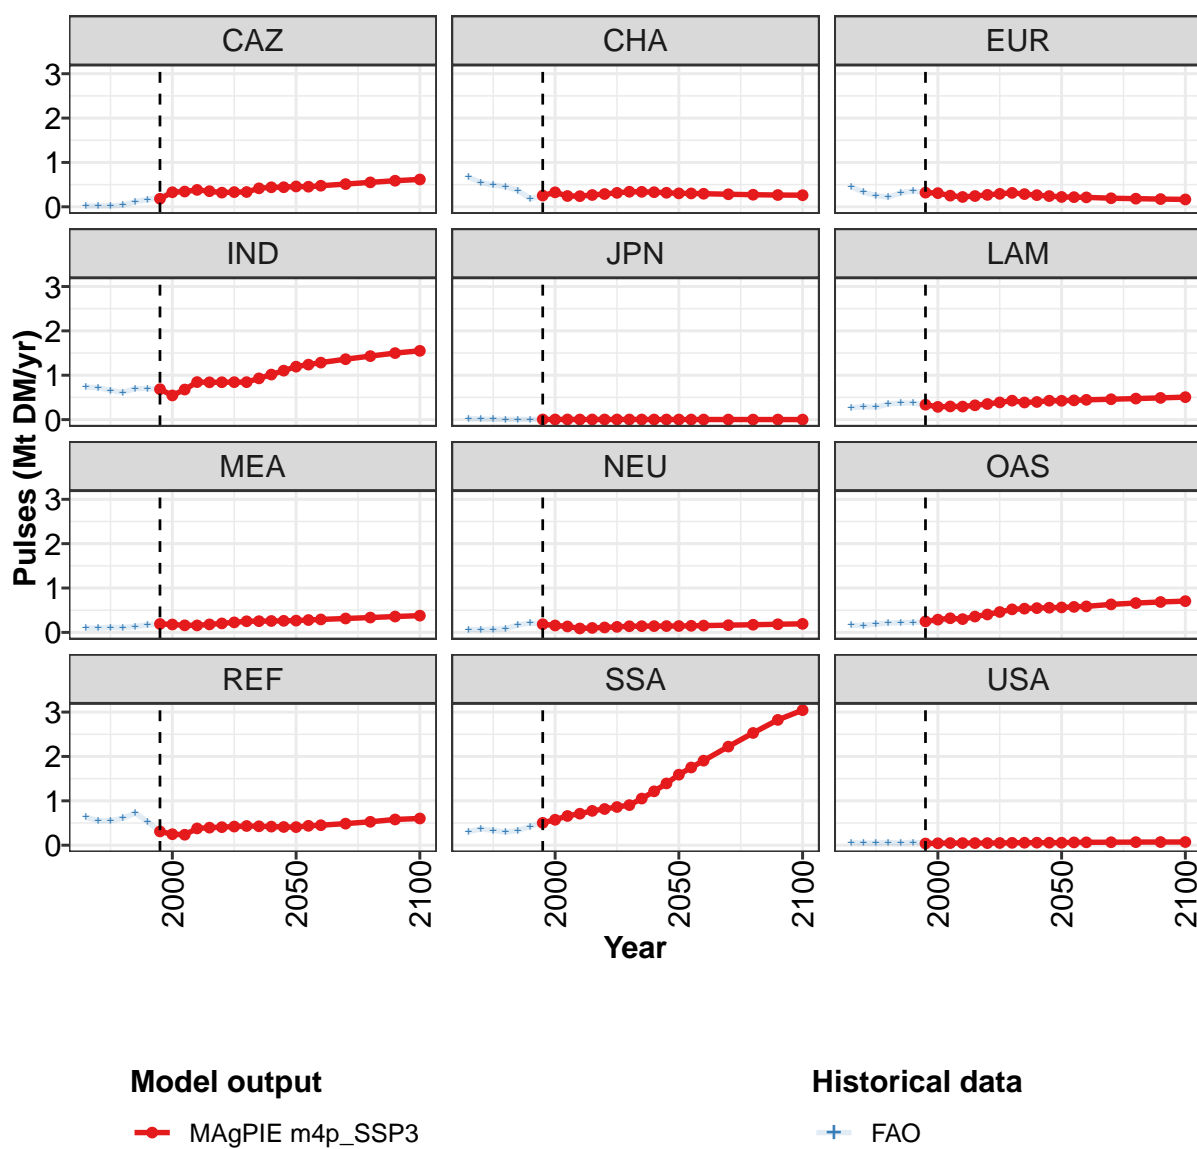 CAZ CHA EUR
3
2
1
0
IND JPN LAM
3
2
1
0
Pulses (Mt DM/yr)
MEA NEU OAS
3
2
1
0
REF SSA USA
3
2
1
0
2000 2050 2100 2000 2050 2100 2000 2050 2100
Year
Model output Historical data
MAgPIE m4p_SSP3 FAO